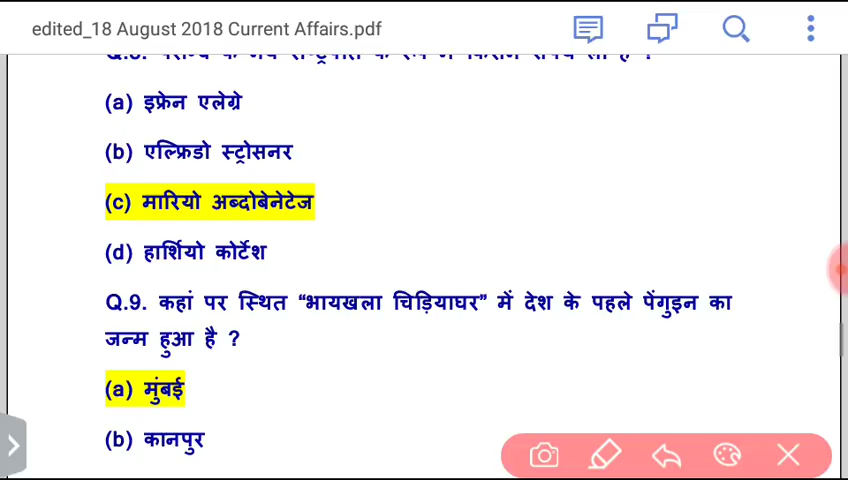 edited_18 August 2018 Current Affairs.pdf
(a) इफ्रेन एलेग्रे
(b) एल्फ्रिडो स्ट्रोसनर
(c) मारियो अब्दोबेनेटेज
(d) हार्शियो कोर्टेश
Q.9. कहां पर स्थित “भायखला चिड़ियाघर” में देश के पहले पेंगुइन का
जन्म हुआ है ?
(a) मुंबई
(b) कानपुर